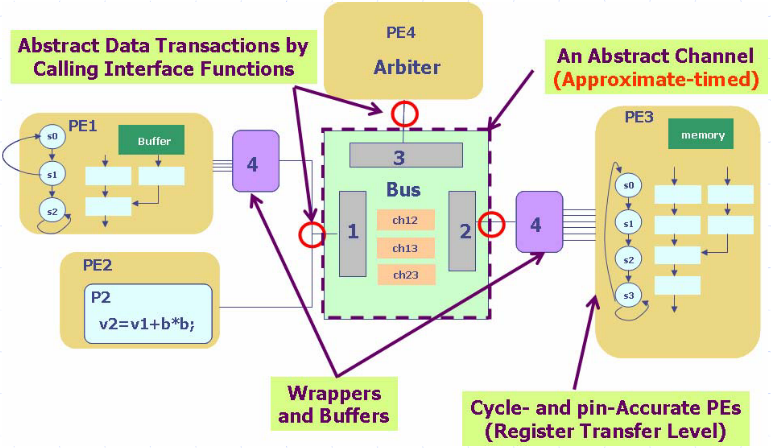 Abstract Data Transactions by
Calling Interface Functions
PE4
Arbiter
An Abstract Channel
(Approximate-timed)
PE1
s0
s1
s2
Buffer
4
3
Bus
1
2
ch12
ch13
ch23
4
PE3
memory
s0
s1
s2
s3
PE2
P2
v2=v1+b*b;
Wrappers
and Buffers
Cycle- and pin-Accurate PEs
(Register Transfer Level)